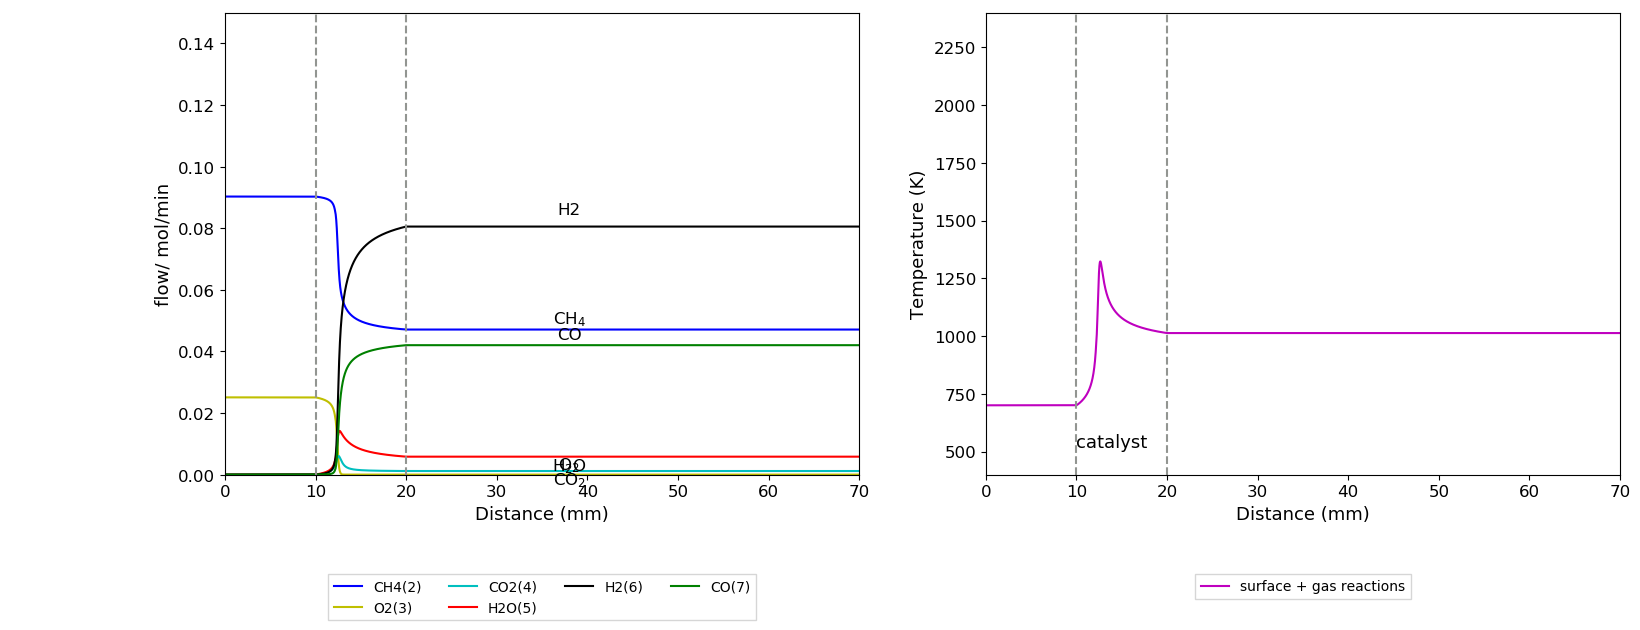 0.14
0.12
0.10
0.08
0.06
0.04
0.02
0.00
flow/ mol/min
H2
CH4
CO
H2O
O2
CO2
0 10 20 30 40 50 60 70
Distance (mm)
CH4(2) CO2(4) H2(6) CO(7)
O2(3) H2O(5)
2250
2000
1750
1500
1250
1000
750
500
Temperature (K)
catalyst
0 10 20 30 40 50 60 70
Distance (mm)
surface + gas reactions